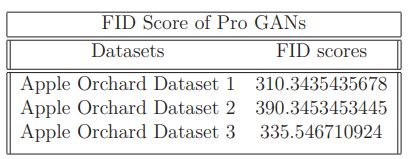 FID Score of Pro GANs
Datasets FID scores
Apple Orchard Dataset 1 310.3435435678
Apple Orchard Dataset 2 390.3453453445
Apple Orchard Dataset 3 335.546710924